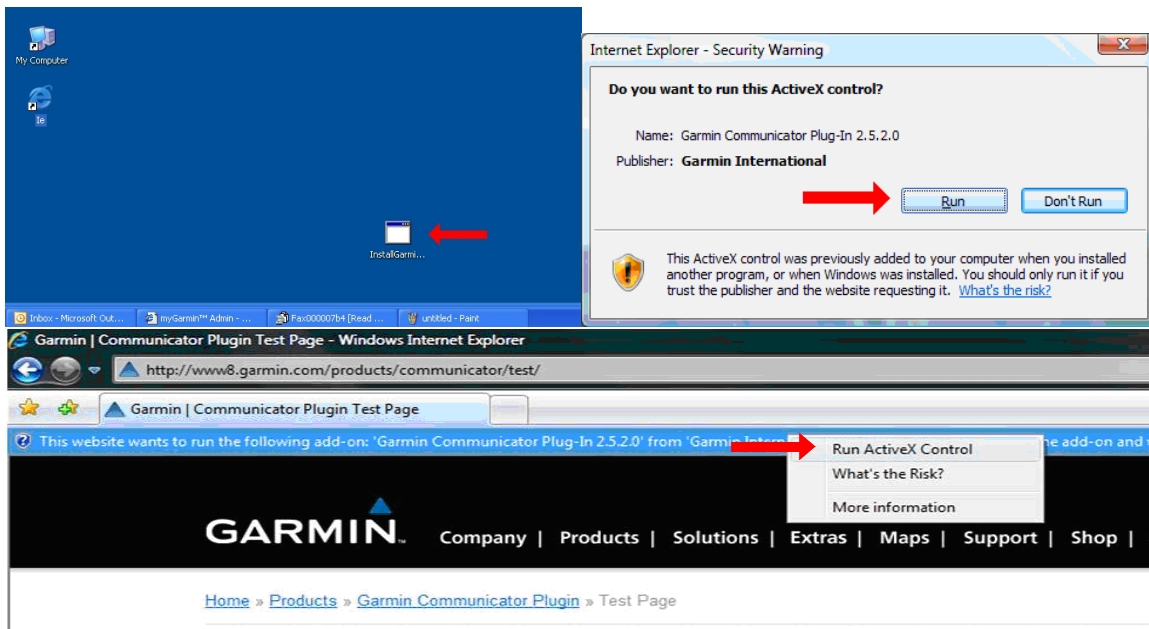 My Computer
Ie
InstallGarmi...
Inbox - Microsoft Out...
myGarmin™ Admin - ...
Fax000007b4 [Read ...
untitled - Paint
Internet Explorer - Security Warning
Do you want to run this ActiveX control?
Name: Garmin Communicator Plug-In 2.5.2.0
Publisher: Garmin International
Run
Don't Run
This ActiveX control was previously added to your computer when you installed
another program, or when Windows was installed. You should only run it if you
trust the publisher and the website requesting it. What's the risk?
Garmin | Communicator Plugin Test Page - Windows Internet Explorer
http://www8.garmin.com/products/communicator/test/
Garmin | Communicator Plugin Test Page
This website wants to run the following add-on: 'Garmin Communicator Plug-In 2.5.2.0' from 'Garmin Intern
he add-on and
Run ActiveX Control
What's the Risk?
More information
GARMIN
Company | Products | Solutions | Extras | Maps | Support | Shop |
Home » Products » Garmin Communicator Plugin » Test Page